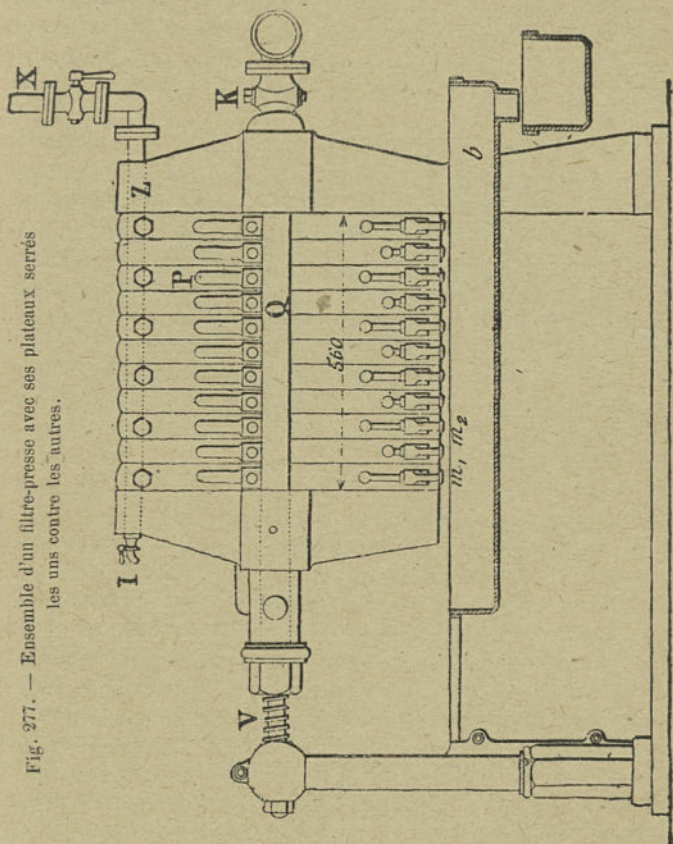 Fig. 277. — Ensemble d'un filtre-presse avec ses plateaux serrés
les uns contre les autres.
X
K
Z
P
Q
560
b
m₁ m₂
I
V